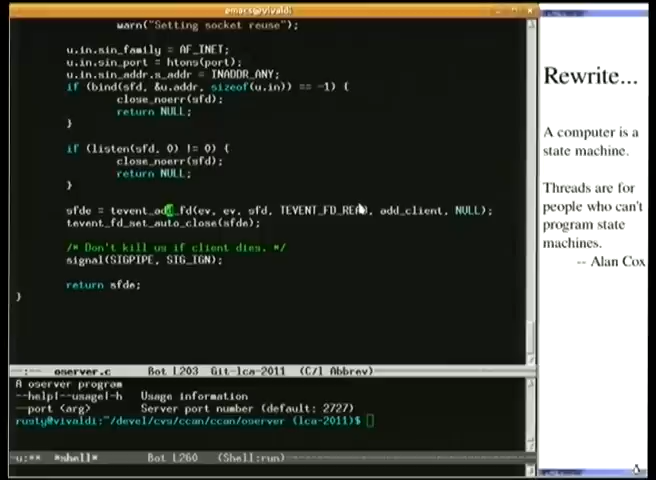 emacs@vivaldi
warn("Setting socket reuse");
u.in.sin_family = AF_INET;
u.in.sin_port = htons(port);
u.in.sin_addr.s_addr = INADDR_ANY;
if (bind(sfd, &u.addr, sizeof(u.in)) == -1) {
close_noerr(sfd);
return NULL;
}
if (listen(sfd, 0) != 0) {
close_noerr(sfd);
return NULL;
}
sfde = tevent_add_fd(ev, ev, sfd, TEVENT_FD_READ, add_client, NULL);
tevent_fd_set_auto_close(sfde);
/* Don't kill us if client dies. */
signal(SIGPIPE, SIG_IGN);
return sfde;
}
-:--- oserver.c Bot L203 Git-lca-2011 (C/l Abbrev)
A oserver program
--help|--usage|-h Usage information
--port <arg> Server port number (default: 2727)
rusty@vivaldi:~/devel/cvs/ccan/ccan/oserver (lca-2011)$
u:** *shell* Bot L260 (Shell:run)
Rewrite...
A computer is a
state machine.
Threads are for
people who can't
program state
machines.
-- Alan Cox